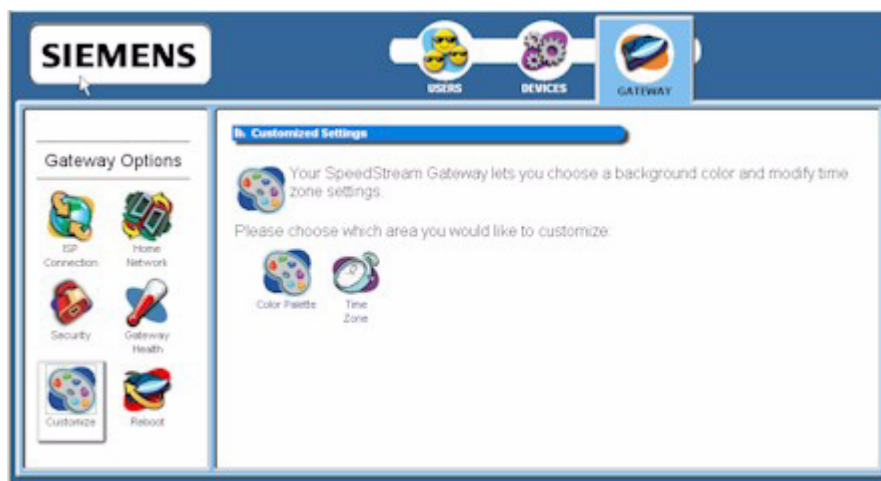 SIEMENS
USERS
DEVICES
GATEWAY
Gateway Options
ISP
Connection
Home
Network
Security
Gateway
Health
Customize
Reboot
Customized Settings
Your SpeedStream Gateway lets you choose a background color and modify time
zone settings.
Please choose which area you would like to customize:
Color Palette
Time
Zone